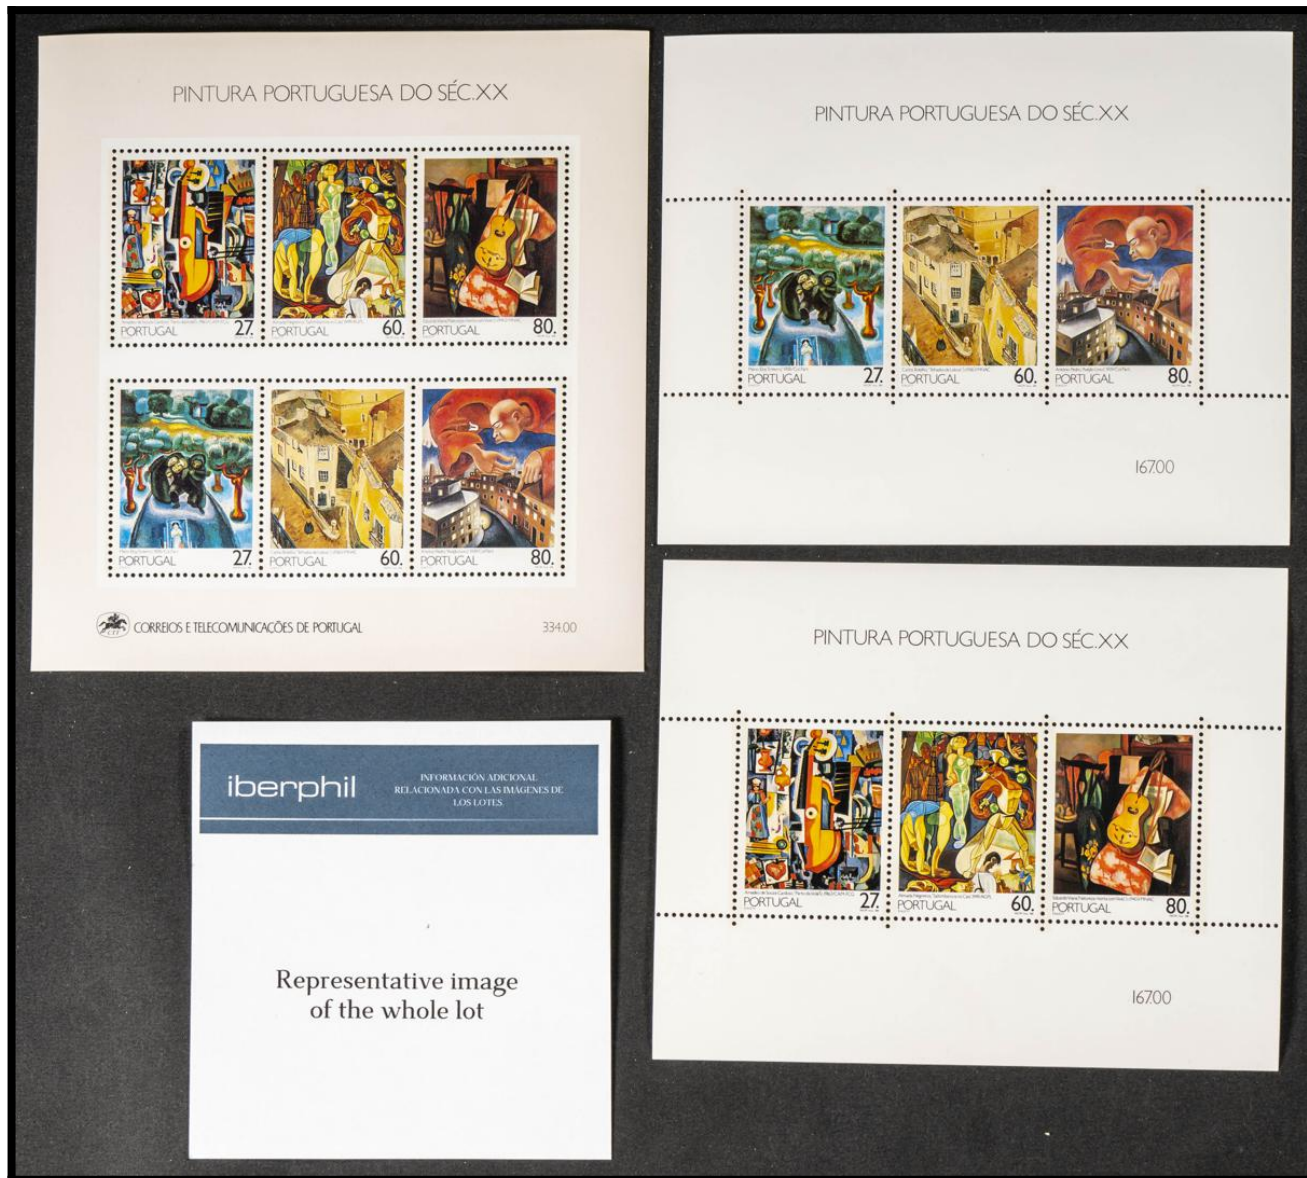 PINTURA PORTUGUESA DO SÉC.XX
PORTUGAL 27.
PORTUGAL 60.
PORTUGAL 80.
PORTUGAL 27.
PORTUGAL 60.
PORTUGAL 80.
CORREIOS E TELECOMUNICAÇÕES DE PORTUGAL
334.00
PINTURA PORTUGUESA DO SÉC.XX
PORTUGAL 27.
PORTUGAL 60.
PORTUGAL 80.
167.00
PINTURA PORTUGUESA DO SÉC.XX
PORTUGAL 27.
PORTUGAL 60.
PORTUGAL 80.
167.00
iberphil
INFORMACIÓN ADICIONAL
RELACIONADA CON LAS IMÁGENES DE
LOS LOTES
Representative image
of the whole lot